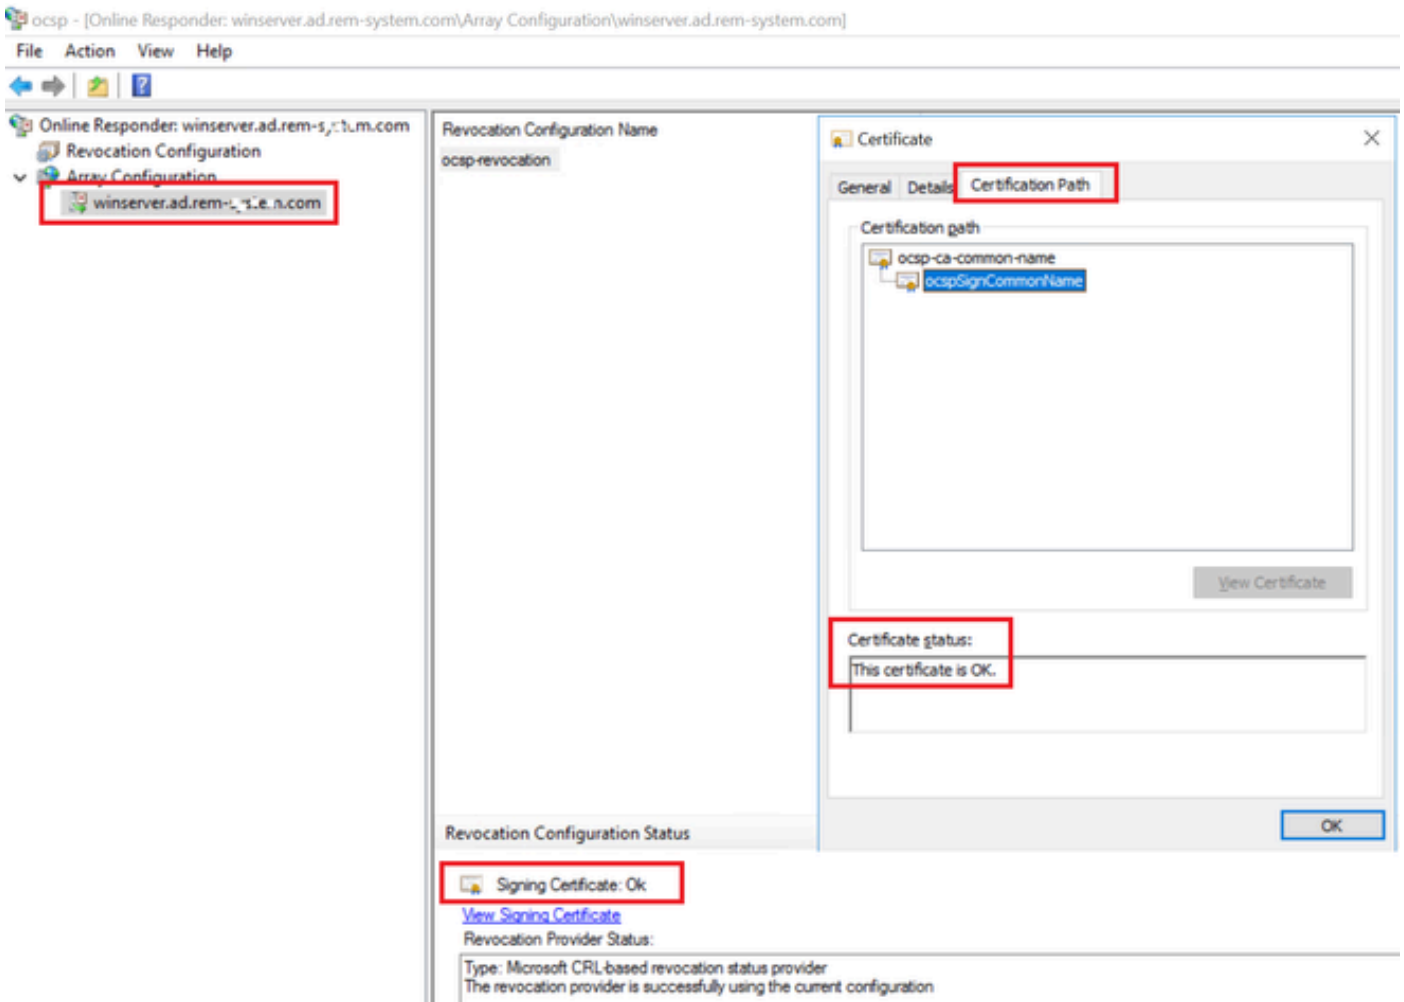 ocsp - [Online Responder: winserver.ad.rem-system.com\Array Configuration\winserver.ad.rem-system.com]
File Action View Help
Online Responder: winserver.ad.rem-
Revocation Configuration
Array Configuration
winserver.ad.rem-
Revocation Configuration Name
ocsp-revocation
Certificate
General Details Certification Path
Certification path
ocsp-ca-common-name
ocspSignCommonName
View Certificate
Certificate status:
This certificate is OK.
OK
Revocation Configuration Status
Signing Certificate: Ok
View Signing Certificate
Revocation Provider Status:
Type: Microsoft CRL-based revocation status provider
The revocation provider is successfully using the current configuration